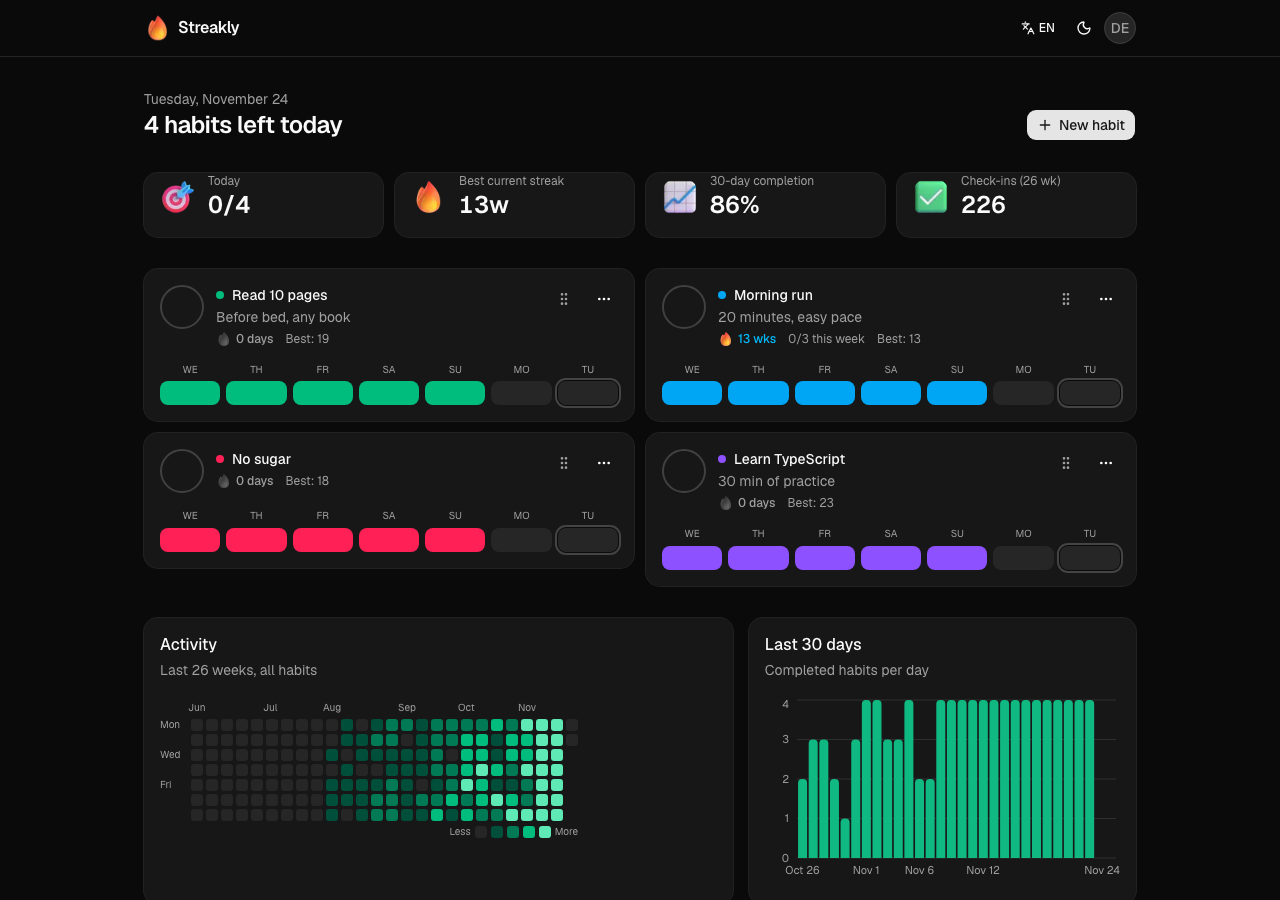 Streakly
EN
DE
Tuesday, November 24
4 habits left today
New habit
Today
0/4
Best current streak
13w
30-day completion
86%
Check-ins (26 wk)
226
Read 10 pages
Before bed, any book
0 days Best: 19
WE TH FR SA SU MO TU
Morning run
20 minutes, easy pace
13 wks 0/3 this week Best: 13
WE TH FR SA SU MO TU
No sugar
0 days Best: 18
WE TH FR SA SU MO TU
Learn TypeScript
30 min of practice
0 days Best: 23
WE TH FR SA SU MO TU
Activity
Last 26 weeks, all habits
Jun Jul Aug Sep Oct Nov
Mon
Wed
Fri
Less More
Last 30 days
Completed habits per day
4
3
2
1
0
Oct 26 Nov 1 Nov 6 Nov 12 Nov 24